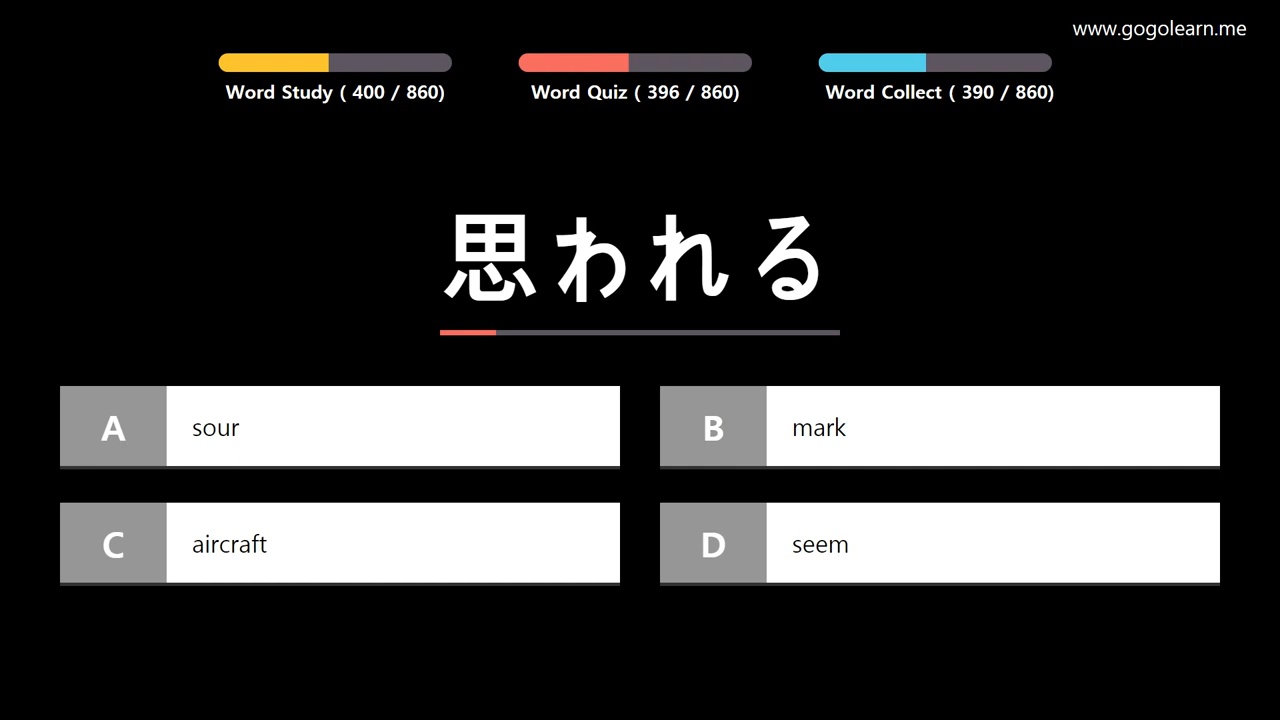 www.gogolearn.me
Word Study ( 400 / 860)
Word Quiz ( 396 / 860)
Word Collect ( 390 / 860)
思われる
A sour
B mark
C aircraft
D seem